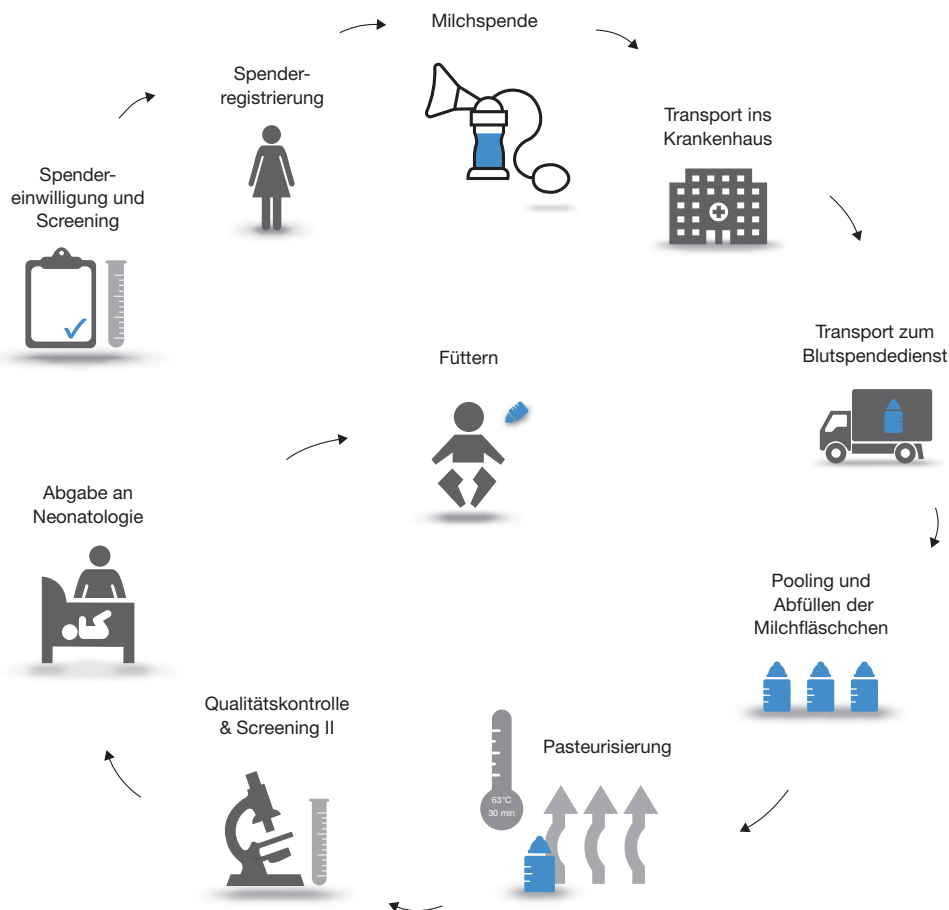 Milchspende
Spender-
registrierung
Transport ins
Krankenhaus
Spender-
einwilligung und
Screening
Transport zum
Blutspendedienst
Füttern
Abgabe an
Neonatologie
Pooling und
Abfüllen der
Milchfläschchen
Qualitätskontrolle
& Screening II
Pasteurisierung
63°C
30 min